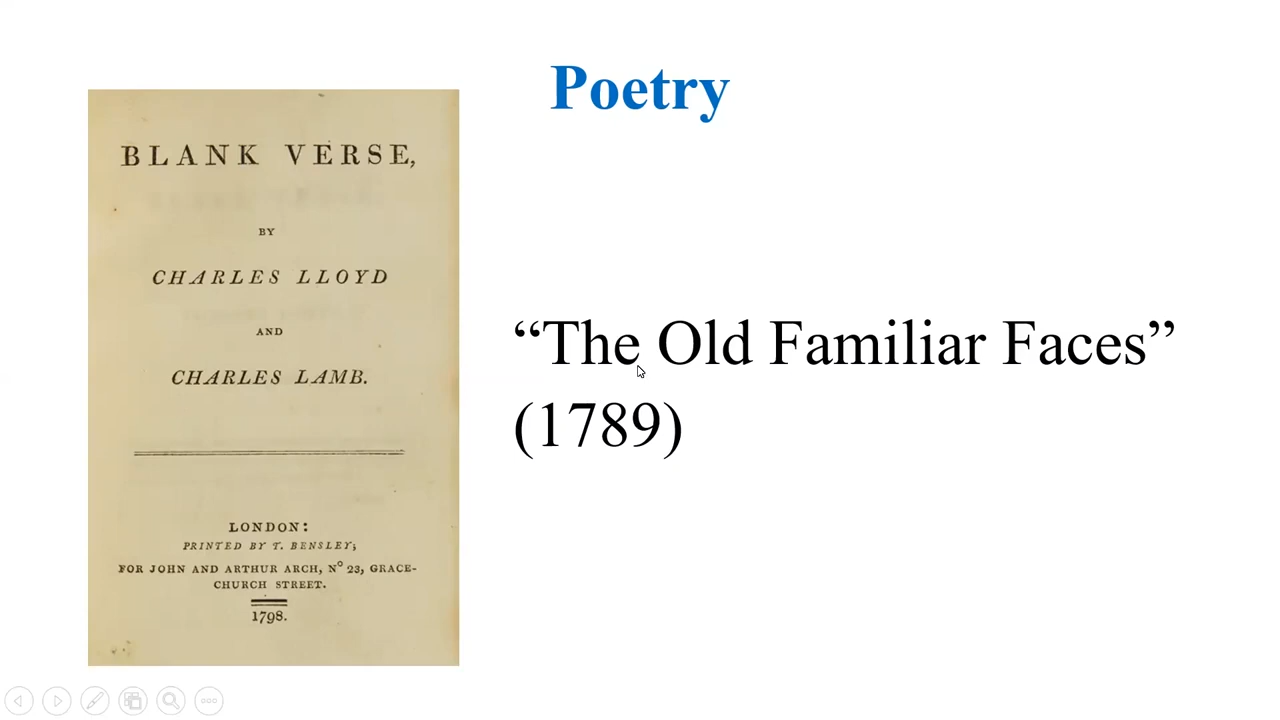 Poetry
BLANK VERSE,
BY
CHARLES LLOYD
AND
CHARLES LAMB.
LONDON:
PRINTED BY T. BENSLEY;
FOR JOHN AND ARTHUR ARCH, Nº 23, GRACE-
CHURCH STREET.
1798.
“The Old Familiar Faces”
(1789)